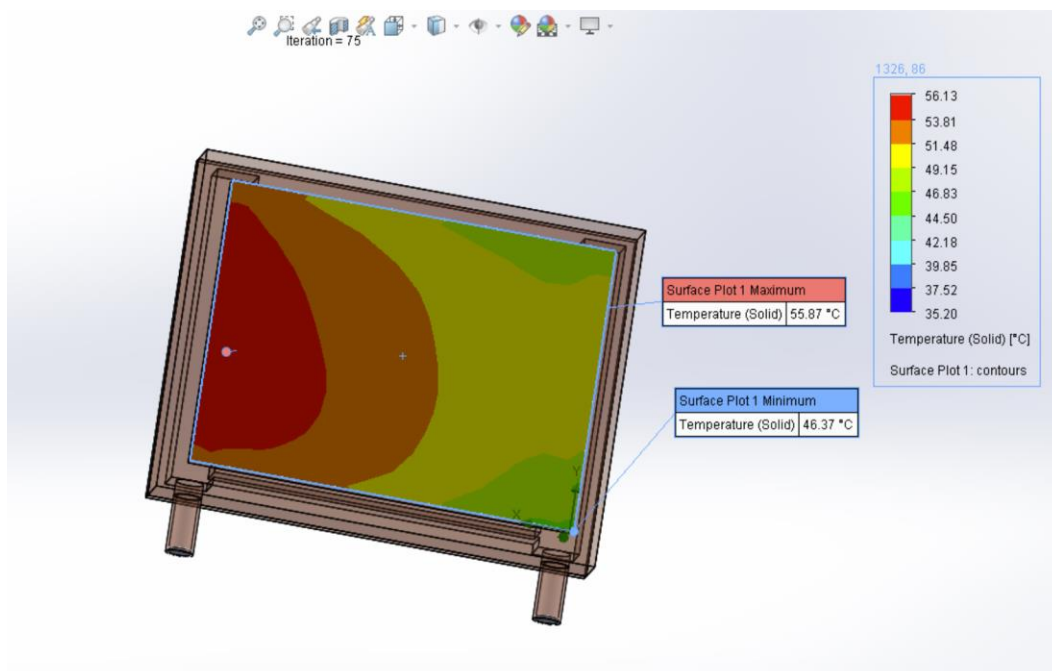 Iteration = 75
1326, 86
56.13
53.81
51.48
49.15
46.83
44.50
42.18
39.85
37.52
35.20
Temperature (Solid) [°C]
Surface Plot 1: contours
Surface Plot 1 Maximum
Temperature (Solid) 55.87 °C
Surface Plot 1 Minimum
Temperature (Solid) 46.37 °C
Y
X